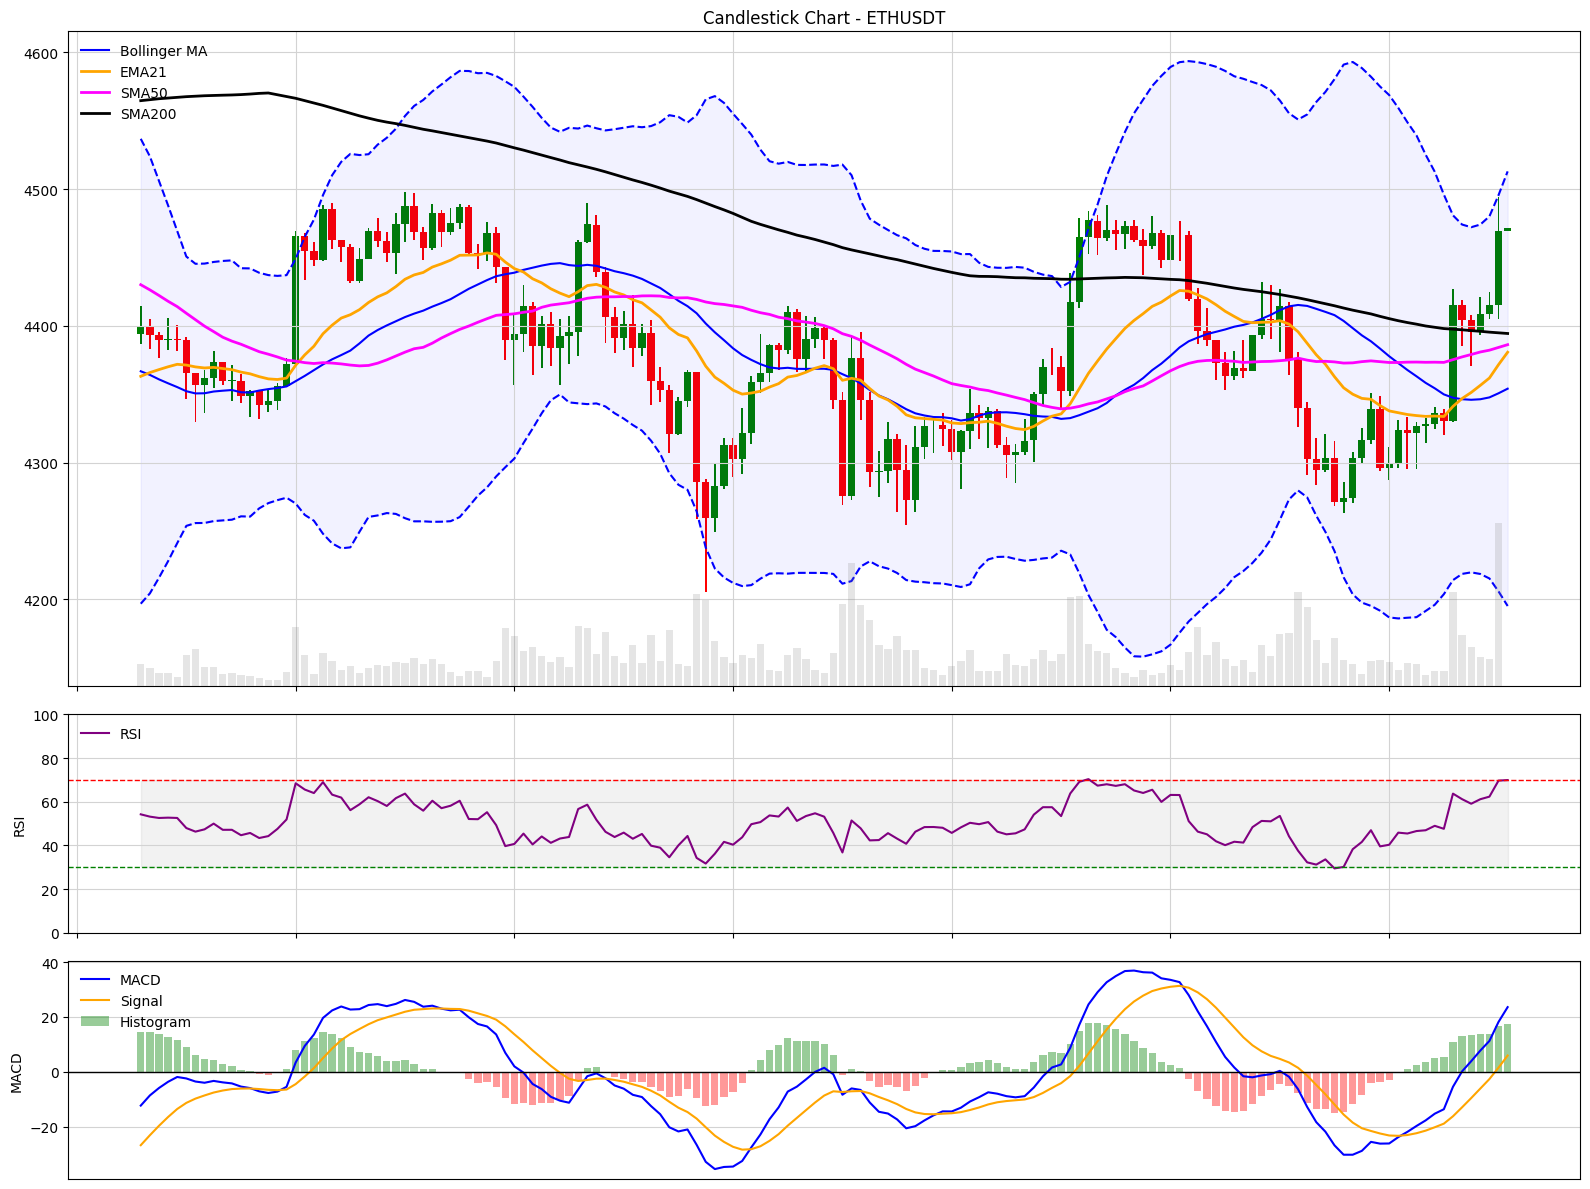 Candlestick Chart - ETHUSDT
Bollinger MA
EMA21
SMA50
SMA200
4600
4500
4400
4300
4200
RSI
RSI
100
80
60
40
20
0
MACD
Signal
Histogram
MACD
40
20
0
−20